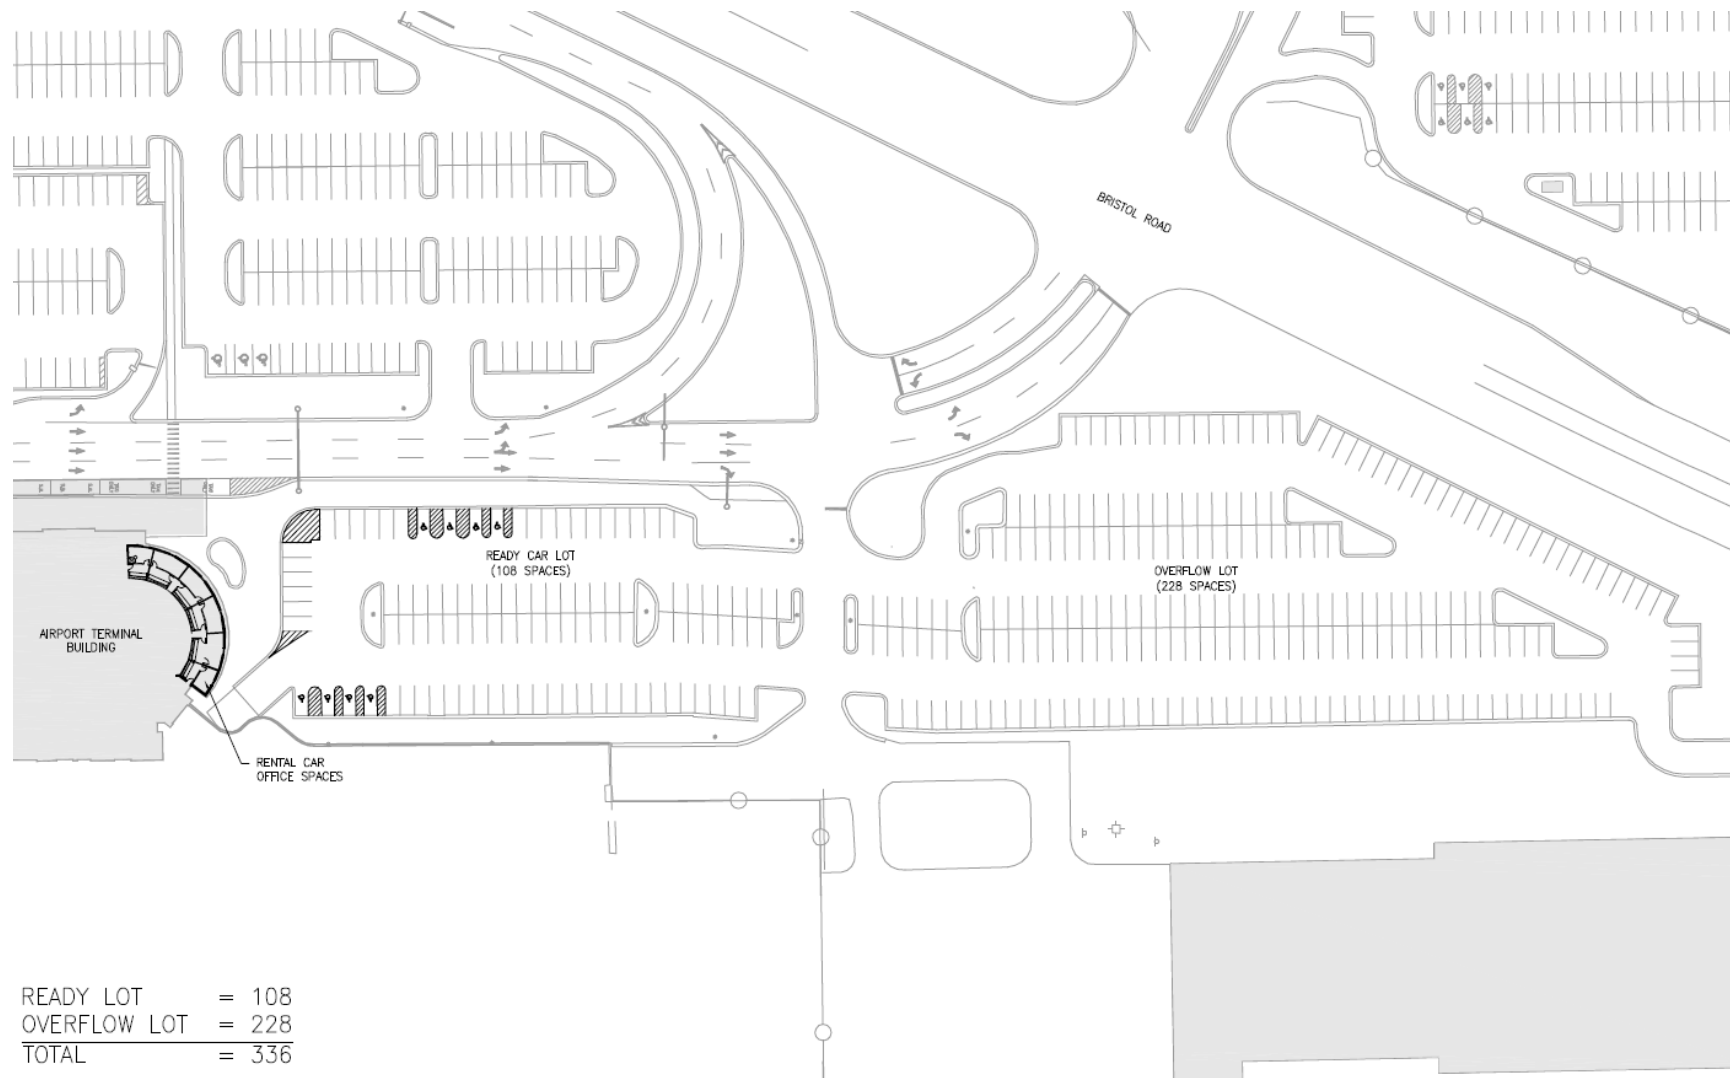 BRISTOL ROAD
READY CAR LOT
(108 SPACES)
OVERFLOW LOT
(228 SPACES)
AIRPORT TERMINAL
BUILDING
RENTAL CAR
OFFICE SPACES
READY LOT = 108
OVERFLOW LOT = 228
TOTAL = 336